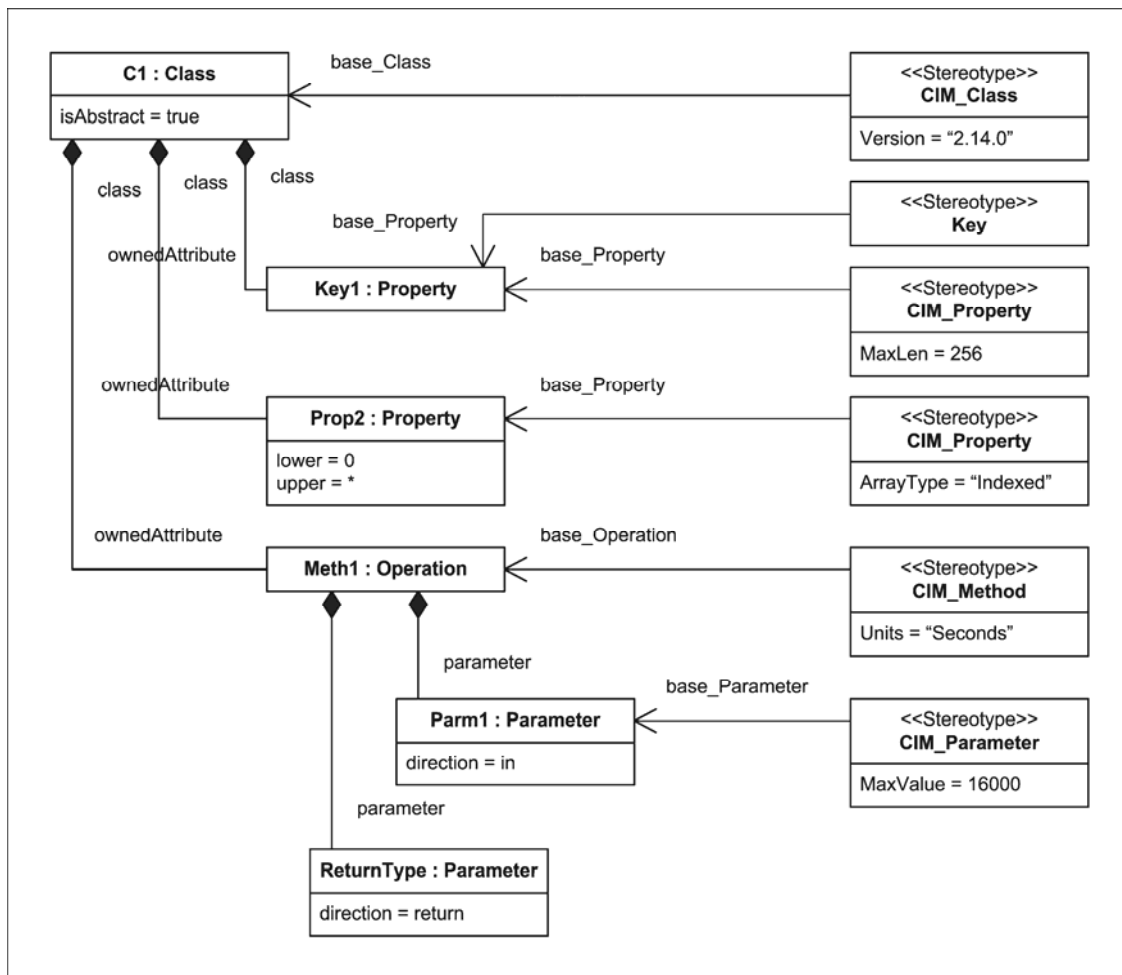 C1 : Class
isAbstract = true
base_Class
<<Stereotype>>
CIM_Class
Version = “2.14.0”
class
class
class
base_Property
<<Stereotype>>
Key
ownedAttribute
Key1 : Property
base_Property
<<Stereotype>>
CIM_Property
MaxLen = 256
ownedAttribute
Prop2 : Property
lower = 0
upper = *
base_Property
<<Stereotype>>
CIM_Property
ArrayType = “Indexed”
ownedAttribute
Meth1 : Operation
base_Operation
<<Stereotype>>
CIM_Method
Units = “Seconds”
parameter
Parm1 : Parameter
direction = in
base_Parameter
<<Stereotype>>
CIM_Parameter
MaxValue = 16000
parameter
ReturnType : Parameter
direction = return